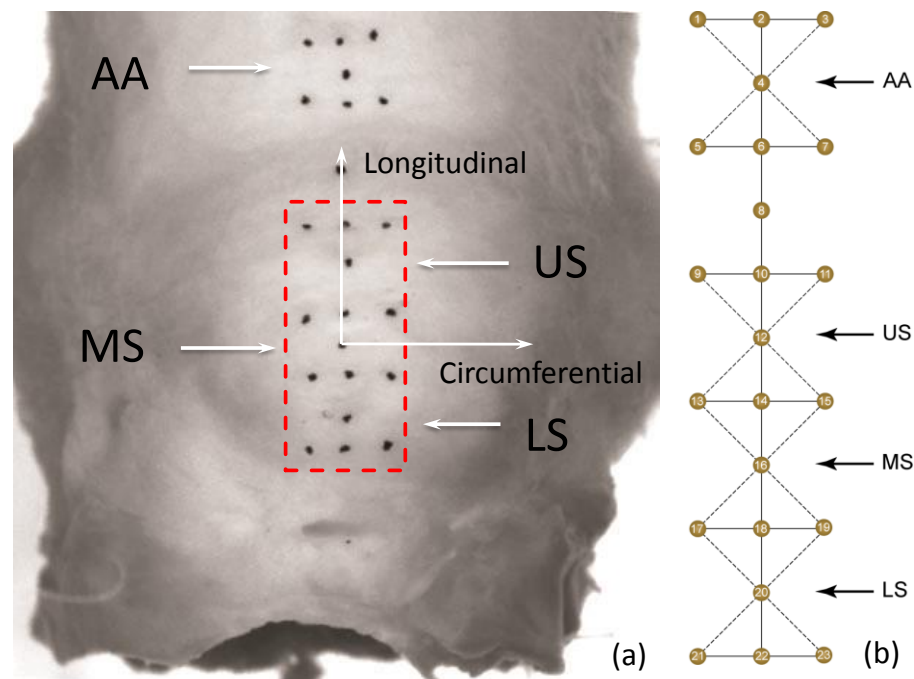 AA
Longitudinal
US
MS
Circumferential
LS
(a)
1 2 3
4
AA
5 6 7
8
9 10 11
12
US
13 14 15
16
MS
17 18 19
20
LS
21 22 23
(b)